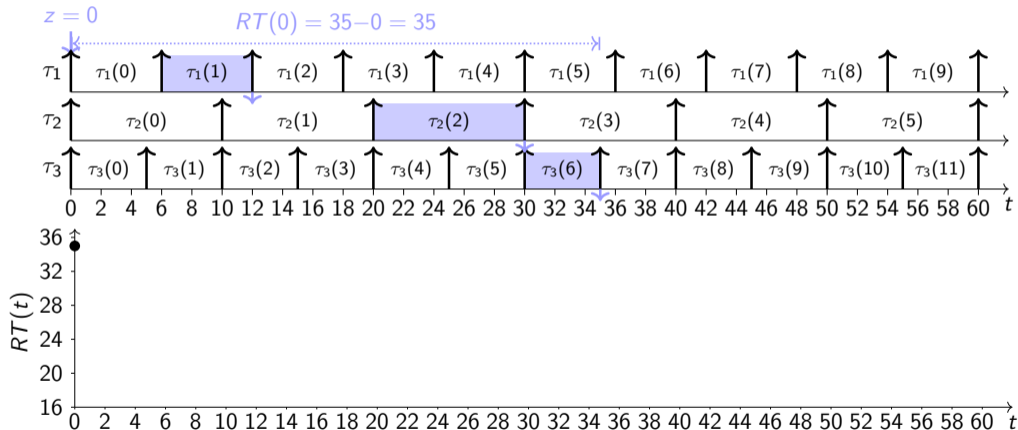 z = 0
RT(0) = 35−0 = 35
τ1 τ1(0) τ1(1) τ1(2) τ1(3) τ1(4) τ1(5) τ1(6) τ1(7) τ1(8) τ1(9)
τ2 τ2(0) τ2(1) τ2(2) τ2(3) τ2(4) τ2(5)
τ3 τ3(0) τ3(1) τ3(2) τ3(3) τ3(4) τ3(5) τ3(6) τ3(7) τ3(8) τ3(9) τ3(10) τ3(11)
0 2 4 6 8 10 12 14 16 18 20 22 24 26 28 30 32 34 36 38 40 42 44 46 48 50 52 54 56 58 60 t
36
32
28
24
20
16
RT(t)
0 2 4 6 8 10 12 14 16 18 20 22 24 26 28 30 32 34 36 38 40 42 44 46 48 50 52 54 56 58 60 t